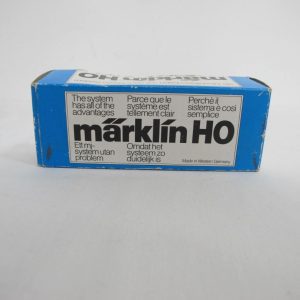 The system
has all of the
advantages
Parce que le
système est
tellement clair
Perché il
sistema è così
semplice
märklin HO
Ett mj-
system utan
problem
Omdat het
systeem zo
duidelijk is
Made in Western Germany